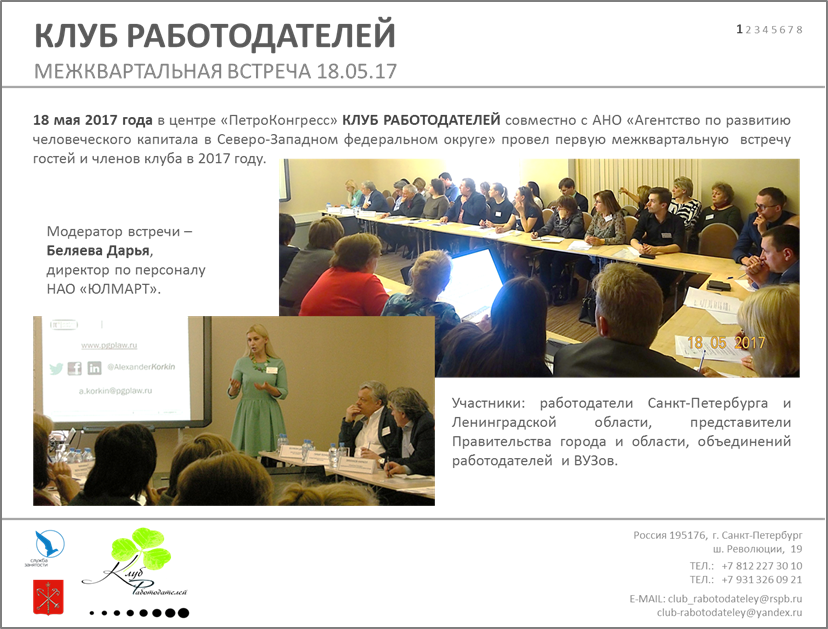 КЛУБ РАБОТОДАТЕЛЕЙ
1 2 3 4 5 6 7 8
МЕЖКВАРТАЛЬНАЯ ВСТРЕЧА 18.05.17
18 мая 2017 года в центре «ПетроКонгресс» КЛУБ РАБОТОДАТЕЛЕЙ совместно с АНО «Агентство по развитию
человеческого капитала в Северо-Западном федеральном округе» провел первую межквартальную встречу
гостей и членов клуба в 2017 году.
Модератор встречи –
Беляева Дарья,
директор по персоналу
НАО «ЮЛМАРТ».
18 05 2017
www.pgplaw.ru
@Alexander.Korkin
a.korkin@pgplaw.ru
Участники: работодатели Санкт-Петербурга и
Ленинградской области, представители
Правительства города и области, объединений
работодателей и ВУЗов.
служба
занятости
Клуб
Работодателей
Россия 195176, г. Санкт-Петербург
ш. Революции, 19
ТЕЛ.: +7 812 227 30 10
ТЕЛ.: +7 931 326 09 21
E-MAIL: club_rabotodateley@rspb.ru
club-rabotodateley@yandex.ru